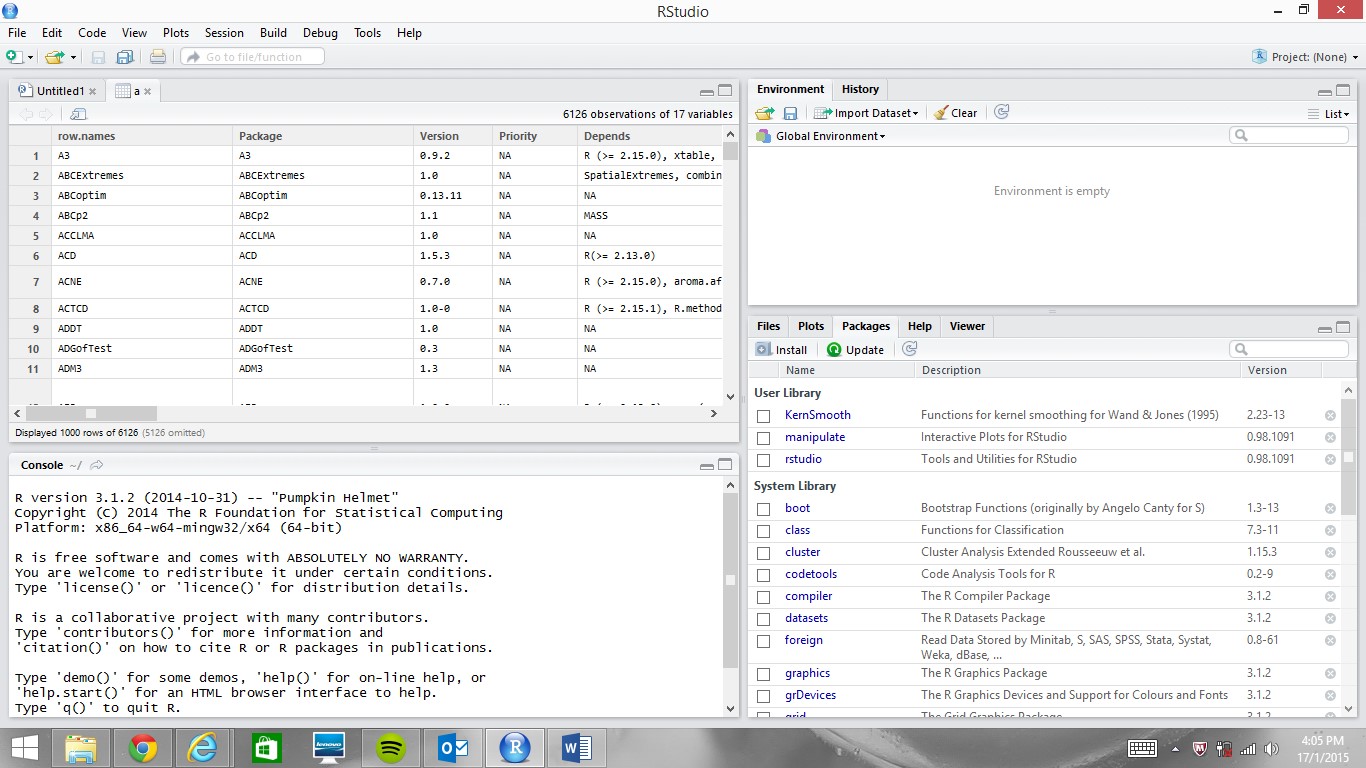 RStudio
File Edit Code View Plots Session Build Debug Tools Help
Go to file/function Project: (None)
Untitled1 a
6126 observations of 17 variables
row.names Package Version Priority Depends
1 A3 A3 0.9.2 NA R (>= 2.15.0), xtable,
2 ABCExtremes ABCExtremes 1.0 NA SpatialExtremes, combin
3 ABCoptim ABCoptim 0.13.11 NA NA
4 ABCp2 ABCp2 1.1 NA MASS
5 ACCLMA ACCLMA 1.0 NA NA
6 ACD ACD 1.5.3 NA R(>= 2.13.0)
7 ACNE ACNE 0.7.0 NA R (>= 2.15.0), aroma.af
8 ACTCD ACTCD 1.0-0 NA R (>= 2.15.1), R.method
9 ADDT ADDT 1.0 NA NA
10 ADGofTest ADGofTest 0.3 NA NA
11 ADM3 ADM3 1.3 NA NA
Displayed 1000 rows of 6126 (5126 omitted)
Console ~/
R version 3.1.2 (2014-10-31) -- "Pumpkin Helmet"
Copyright (C) 2014 The R Foundation for Statistical Computing
Platform: x86_64-w64-mingw32/x64 (64-bit)
R is free software and comes with ABSOLUTELY NO WARRANTY.
You are welcome to redistribute it under certain conditions.
Type 'license()' or 'licence()' for distribution details.
R is a collaborative project with many contributors.
Type 'contributors()' for more information and
'citation()' on how to cite R or R packages in publications.
Type 'demo()' for some demos, 'help()' for on-line help, or
'help.start()' for an HTML browser interface to help.
Type 'q()' to quit R.
Environment History
Import Dataset Clear List
Global Environment
Environment is empty
Files Plots Packages Help Viewer
Install Update
Name Description Version
User Library
KernSmooth Functions for kernel smoothing for Wand & Jones (1995) 2.23-13
manipulate Interactive Plots for RStudio 0.98.1091
rstudio Tools and Utilities for RStudio 0.98.1091
System Library
boot Bootstrap Functions (originally by Angelo Canty for S) 1.3-13
class Functions for Classification 7.3-11
cluster Cluster Analysis Extended Rousseeuw et al. 1.15.3
codetools Code Analysis Tools for R 0.2-9
compiler The R Compiler Package 3.1.2
datasets The R Datasets Package 3.1.2
foreign Read Data Stored by Minitab, S, SAS, SPSS, Stata, Systat, 0.8-61
Weka, dBase, ...
graphics The R Graphics Package 3.1.2
grDevices The R Graphics Devices and Support for Colours and Fonts 3.1.2
grid The Grid Graphics Package 3.1.2
lenovo
4:05 PM
17/1/2015